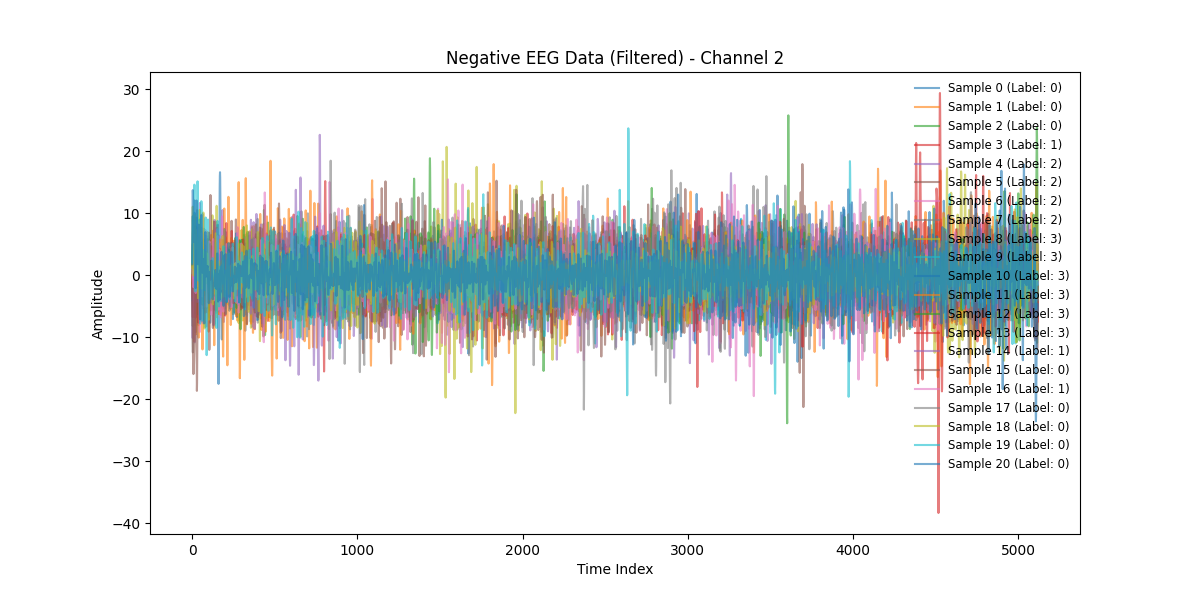 Negative EEG Data (Filtered) - Channel 2
30
20
10
0
−10
−20
−30
−40
Amplitude
Sample 0 (Label: 0)
Sample 1 (Label: 0)
Sample 2 (Label: 0)
Sample 3 (Label: 1)
Sample 4 (Label: 2)
Sample 5 (Label: 2)
Sample 6 (Label: 2)
Sample 7 (Label: 2)
Sample 8 (Label: 3)
Sample 9 (Label: 3)
Sample 10 (Label: 3)
Sample 11 (Label: 3)
Sample 12 (Label: 3)
Sample 13 (Label: 3)
Sample 14 (Label: 1)
Sample 15 (Label: 0)
Sample 16 (Label: 1)
Sample 17 (Label: 0)
Sample 18 (Label: 0)
Sample 19 (Label: 0)
Sample 20 (Label: 0)
0 1000 2000 3000 4000 5000
Time Index